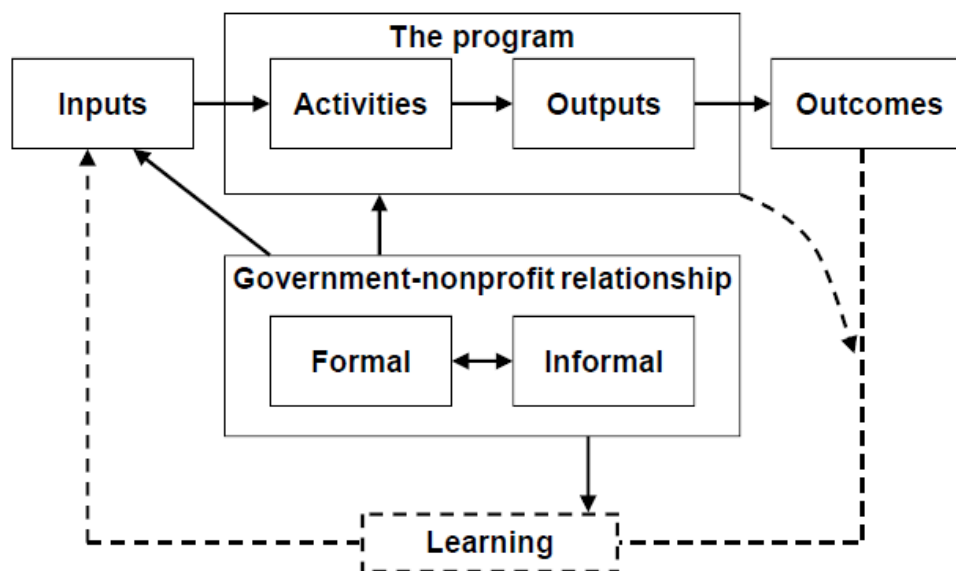 The program
Inputs
Activities
Outputs
Outcomes
Government-nonprofit relationship
Formal
Informal
Learning